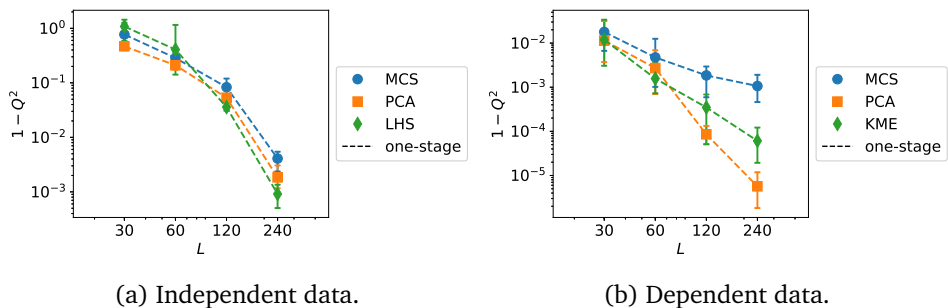 10^0
10^{-1}
10^{-2}
10^{-3}
1 − Q^2
30 60 120 240
L
MCS
PCA
LHS
one-stage
(a) Independent data.
10^{-2}
10^{-3}
10^{-4}
10^{-5}
1 − Q^2
30 60 120 240
L
MCS
PCA
KME
one-stage
(b) Dependent data.